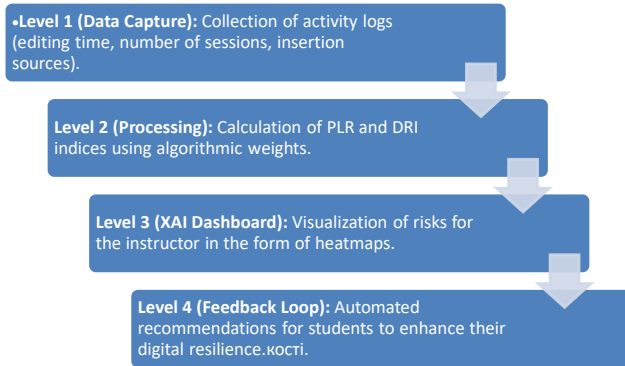 •Level 1 (Data Capture): Collection of activity logs
(editing time, number of sessions, insertion
sources).
Level 2 (Processing): Calculation of PLR and DRI
indices using algorithmic weights.
Level 3 (XAI Dashboard): Visualization of risks for
the instructor in the form of heatmaps.
Level 4 (Feedback Loop): Automated
recommendations for students to enhance their
digital resilience.кості.